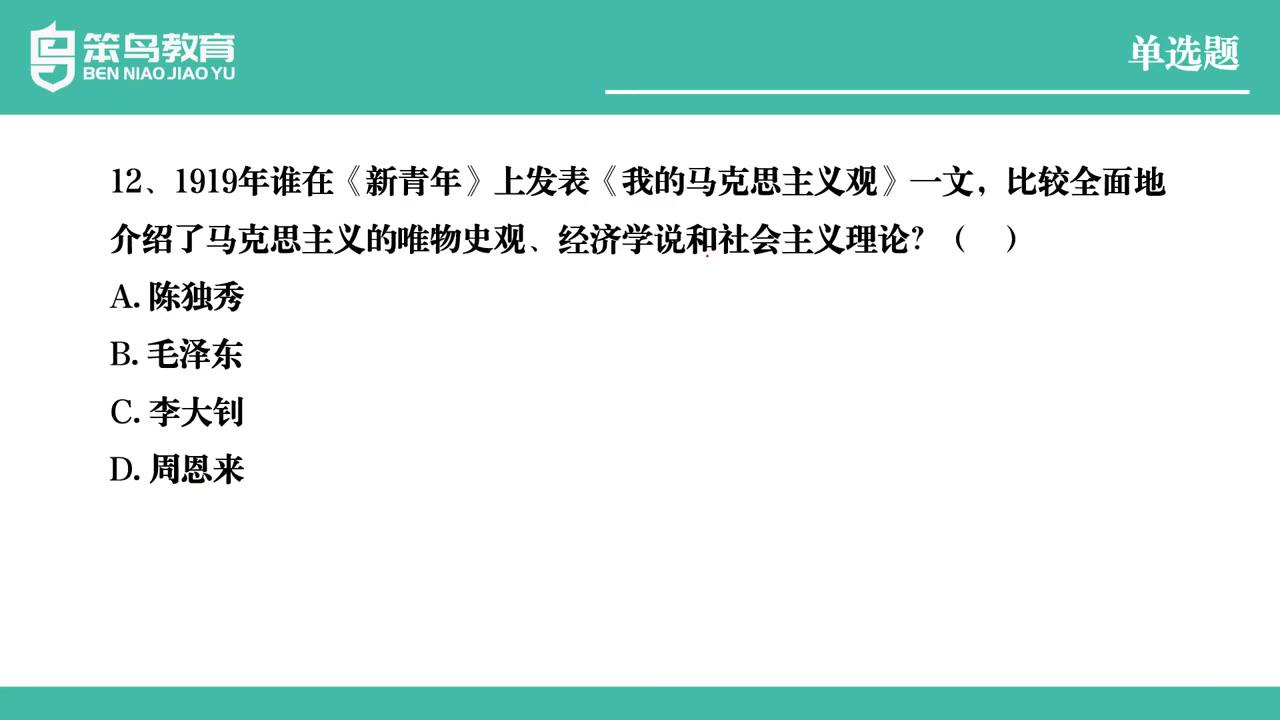 笨鸟教育
BEN NIAO JIAO YU
单选题
12、1919年谁在《新青年》上发表《我的马克思主义观》一文，比较全面地
介绍了马克思主义的唯物史观、经济学说和社会主义理论？（ ）
A. 陈独秀
B. 毛泽东
C. 李大钊
D. 周恩来